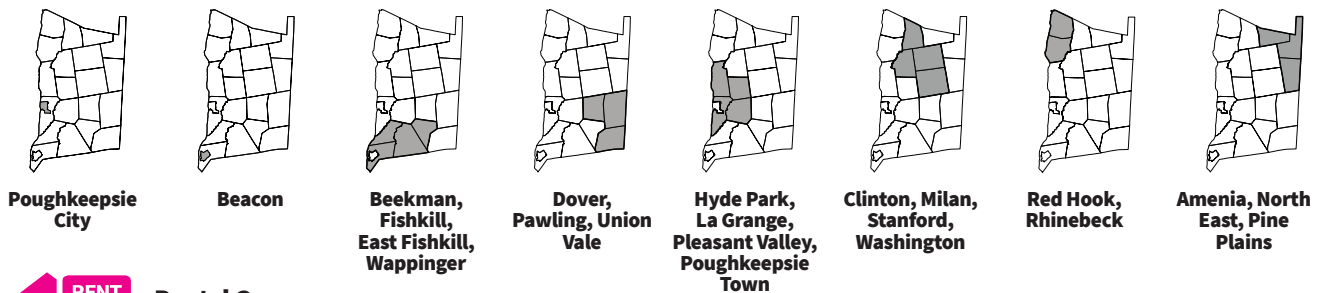 Poughkeepsie
City
Beacon
Beekman,
Fishkill,
East Fishkill,
Wappinger
Dover,
Pawling, Union
Vale
Hyde Park,
La Grange,
Pleasant Valley,
Poughkeepsie
Town
Clinton, Milan,
Stanford,
Washington
Red Hook,
Rhinebeck
Amenia, North
East, Pine
Plains
RENT